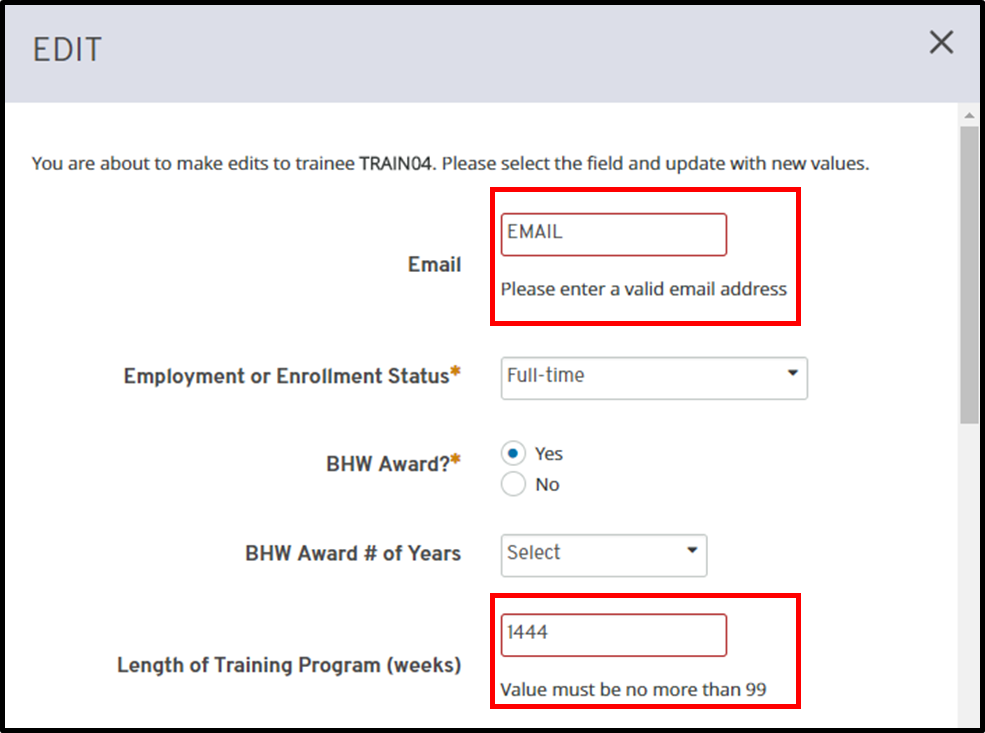 EDIT
You are about to make edits to trainee TRAIN04. Please select the field and update with new values.
EMAIL
Email
Please enter a valid email address
Employment or Enrollment Status*
Full-time
BHW Award?*
Yes
No
BHW Award # of Years
Select
1444
Length of Training Program (weeks)
Value must be no more than 99